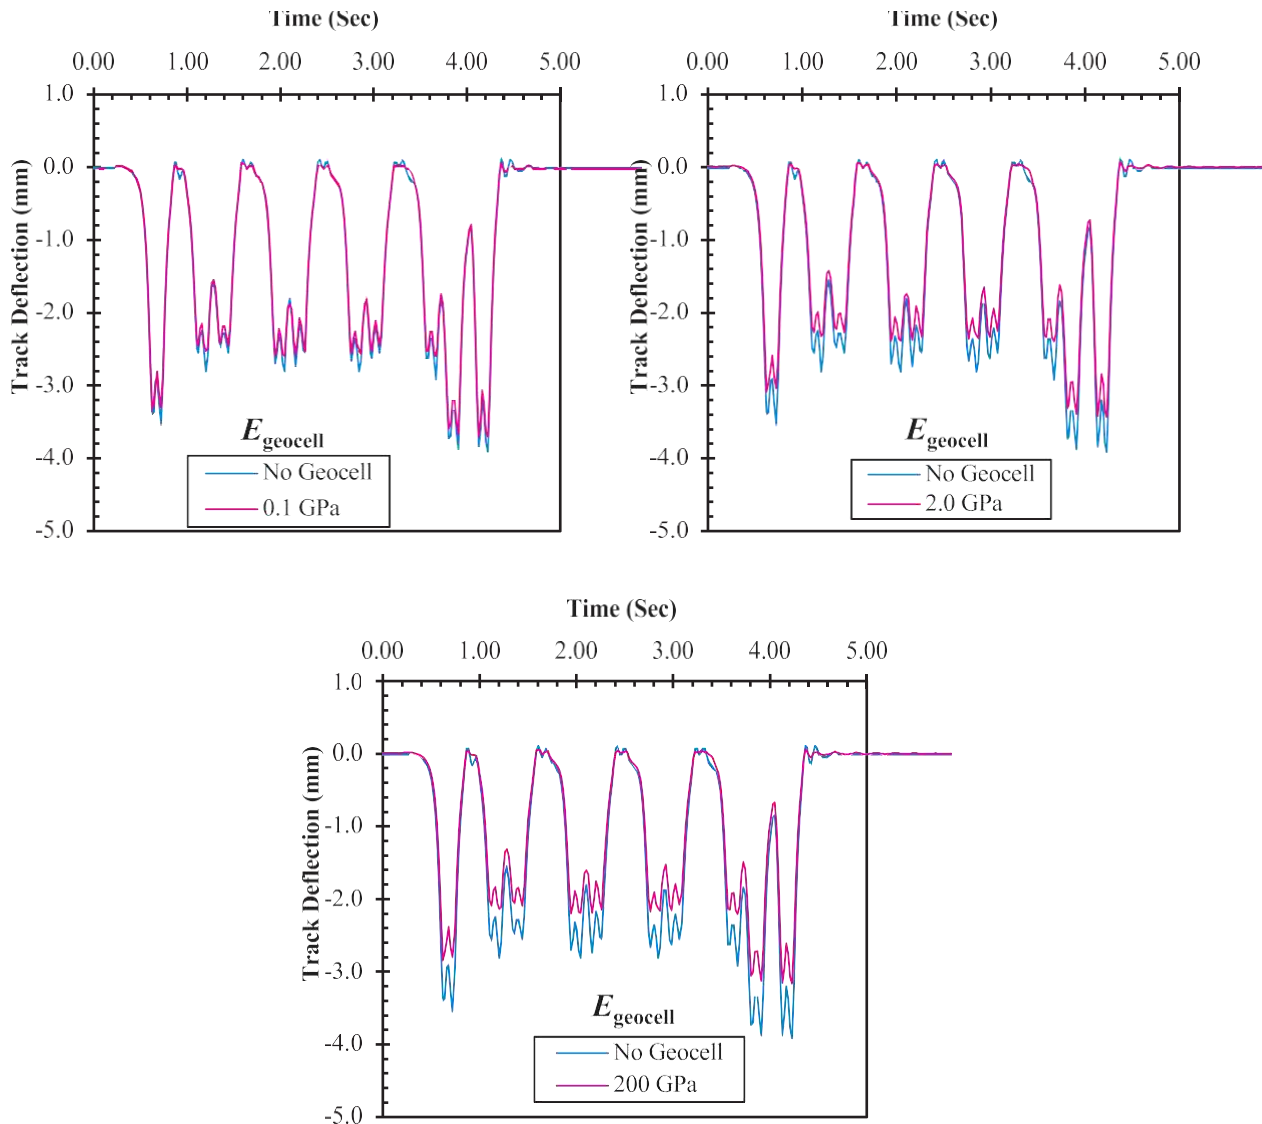 Time (Sec)
0.00 1.00 2.00 3.00 4.00 5.00
1.0
0.0
-1.0
-2.0
-3.0
-4.0
-5.0
Track Deflection (mm)
Egeocell
No Geocell
0.1 GPa
Time (Sec)
0.00 1.00 2.00 3.00 4.00 5.00
1.0
0.0
-1.0
-2.0
-3.0
-4.0
-5.0
Track Deflection (mm)
Egeocell
No Geocell
2.0 GPa
Time (Sec)
0.00 1.00 2.00 3.00 4.00 5.00
1.0
0.0
-1.0
-2.0
-3.0
-4.0
-5.0
Track Deflection (mm)
Egeocell
No Geocell
200 GPa